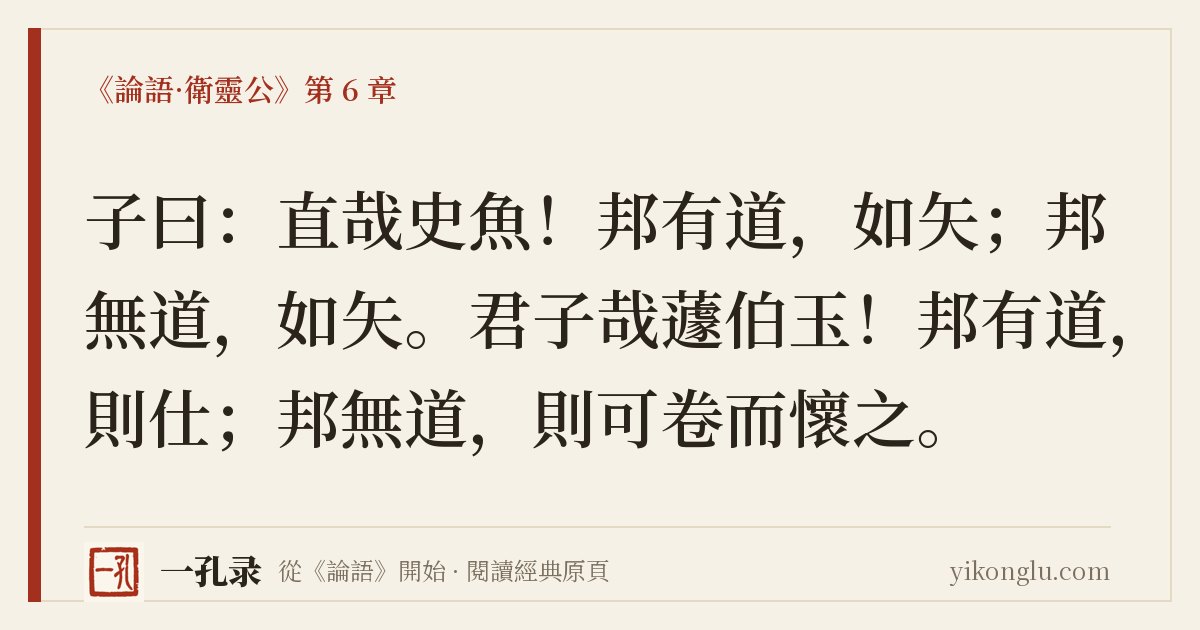 《論語·衛靈公》第 6 章
子曰：直哉史魚！邦有道，如矢；邦
無道，如矢。君子哉蘧伯玉！邦有道，
則仕；邦無道，則可卷而懷之。
一孔
一孔录 從《論語》開始 · 閱讀經典原頁
yikonglu.com